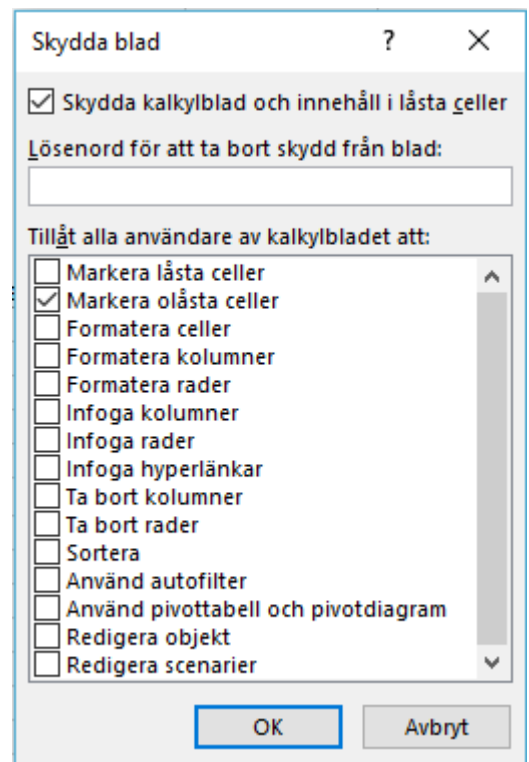 Skydda blad ?
Skydda kalkylblad och innehåll i låsta celler
Lösenord för att ta bort skydd från blad:
Tillåt alla användare av kalkylbladet att:
Markera låsta celler
Markera olåsta celler
Formatera celler
Formatera kolumner
Formatera rader
Infoga kolumner
Infoga rader
Infoga hyperlänkar
Ta bort kolumner
Ta bort rader
Sortera
Använd autofilter
Använd pivottabell och pivotdiagram
Redigera objekt
Redigera scenarier
OK Avbryt